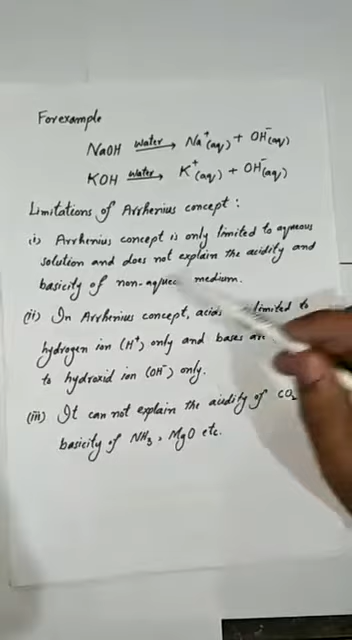 For example
NaOH water → Na⁺(aq) + OH⁻(aq)
KOH water → K⁺(aq) + OH⁻(aq)
Limitations of Arrhenius concept :
(i) Arrhenius concept is only limited to aqueous
solution and does not explain the acidity and
basicity of non-aquec medium.
(ii) In Arrhenius concept, acids limited to
hydrogen ion (H⁺) only and bases are
to hydroxid ion (OH⁻) only.
(iii) It can not explain the acidity of CO₂
basicity of NH₃, MgO etc.